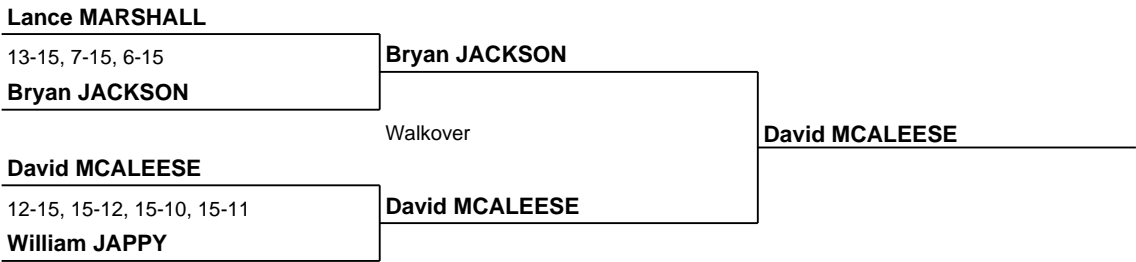 Lance MARSHALL
13-15, 7-15, 6-15
Bryan JACKSON
Bryan JACKSON
Walkover
David MCALEESE
David MCALEESE
12-15, 15-12, 15-10, 15-11
David MCALEESE
William JAPPY